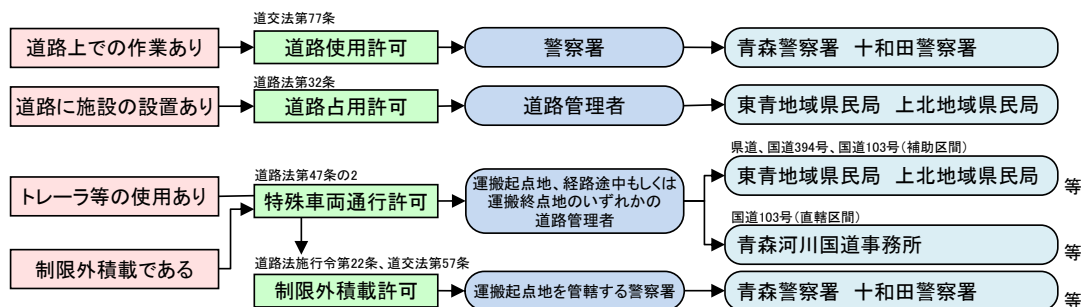 道交法第77条
道路上での作業あり
道路使用許可
警察署
青森警察署 十和田警察署
道路法第32条
道路に施設の設置あり
道路占用許可
道路管理者
東青地域県民局 上北地域県民局
県道、国道394号、国道103号(補助区間)
道路法第47条の2
トレーラ等の使用あり
特殊車両通行許可
運搬起点地、経路途中もしくは
運搬終点地のいずれかの
道路管理者
東青地域県民局 上北地域県民局
等
国道103号(直轄区間)
青森河川国道事務所
等
制限外積載である
道路法施行令第22条、道交法第57条
制限外積載許可
運搬起点地を管轄する警察署
青森警察署 十和田警察署
等